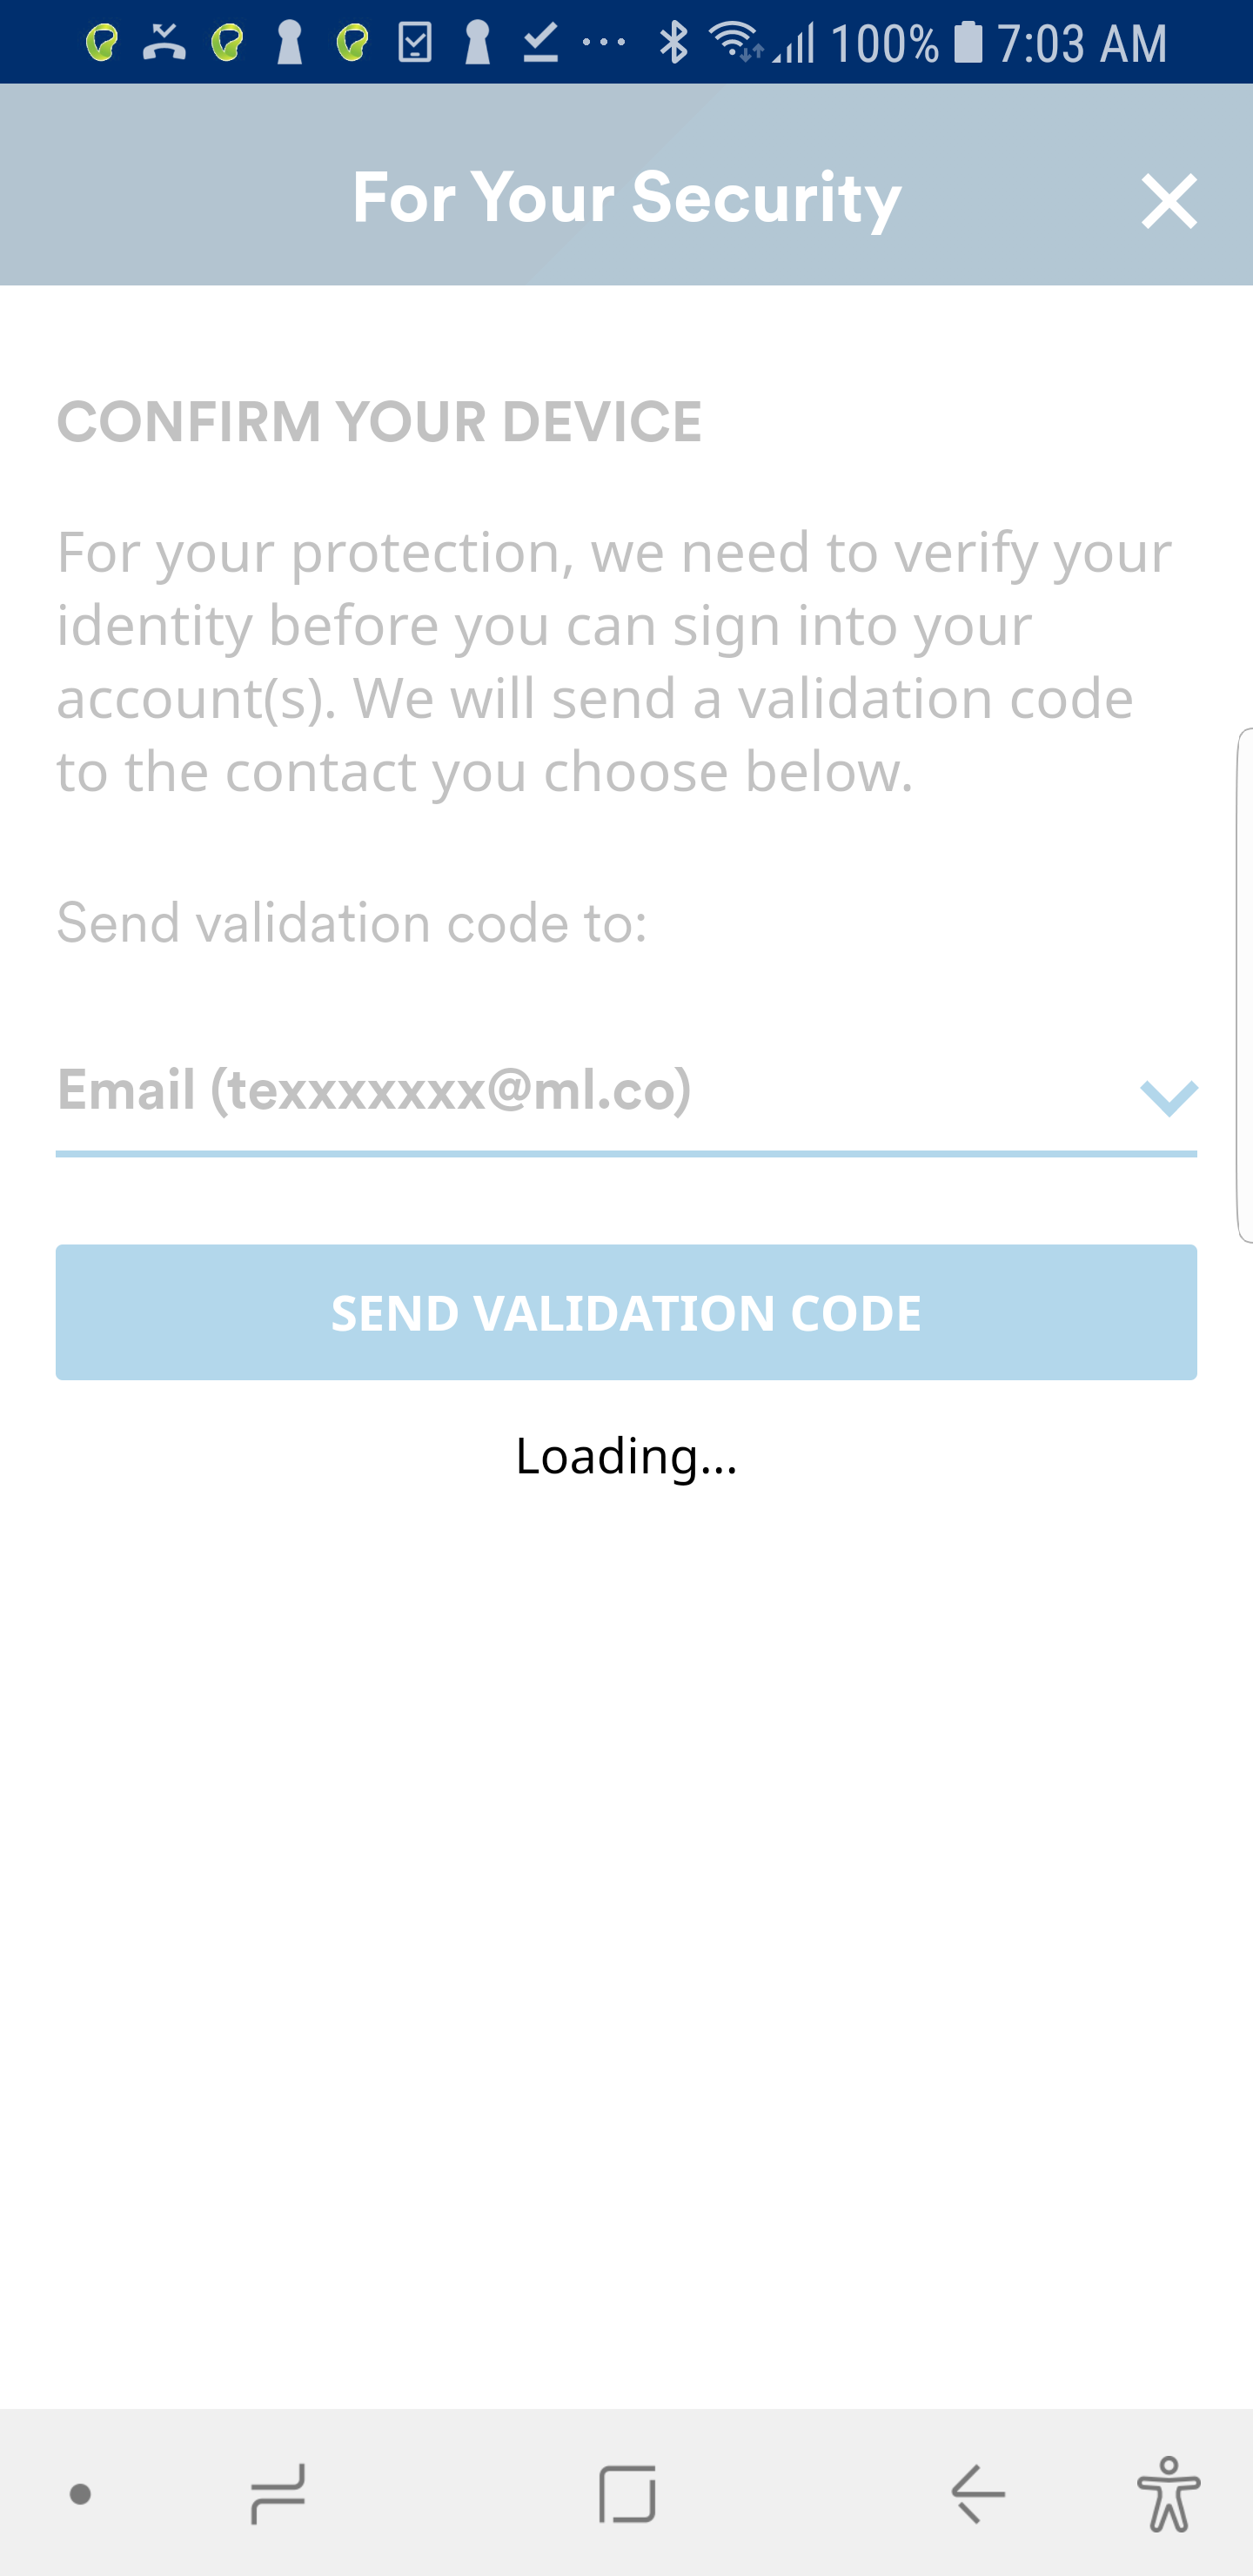 100% 7:03 AM
For Your Security
CONFIRM YOUR DEVICE
For your protection, we need to verify your
identity before you can sign into your
account(s). We will send a validation code
to the contact you choose below.
Send validation code to:
Email (texxxxxxx@ml.co)
SEND VALIDATION CODE
Loading...